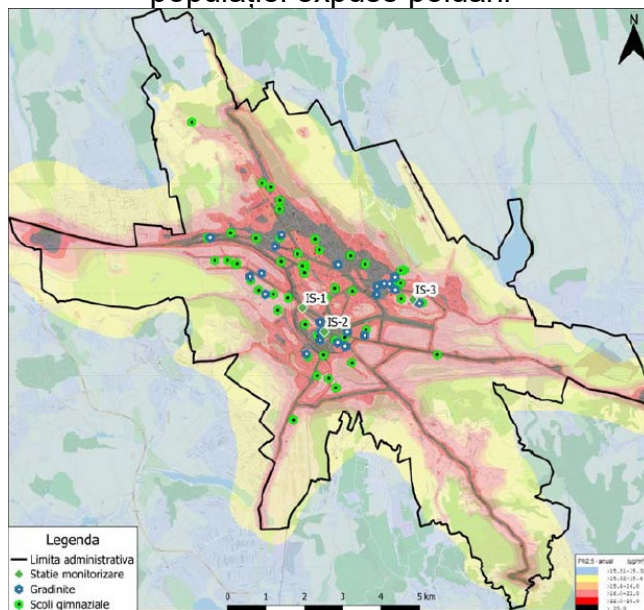 populației expuse poluării
N
IS-3
IS-1
IS-2
Legenda
Limita administrativa
Statie monitorizare
Gradinite
Scoli gimnaziale
0 1 2 3 4 5 km
PM2.5 - anual